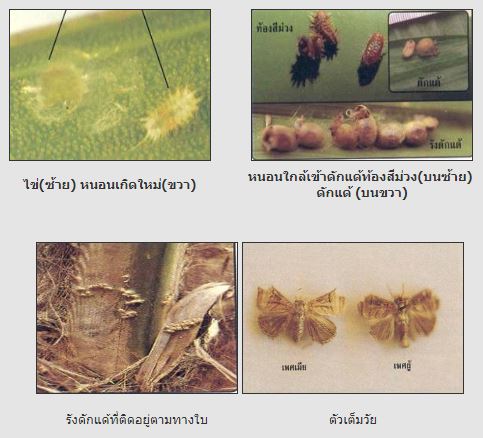 ท้องสีม่วง
ดักแด้
รังดักแด้
ไข่(ซ้าย) หนอนเกิดใหม่(ขวา)
หนอนใกล้เข้าดักแด้ท้องสีม่วง(บนซ้าย)
ดักแด้ (บนขวา)
เพศเมีย
เพศผู้
รังดักแด้ที่ติดอยู่ตามทางใบ
ตัวเต็มวัย